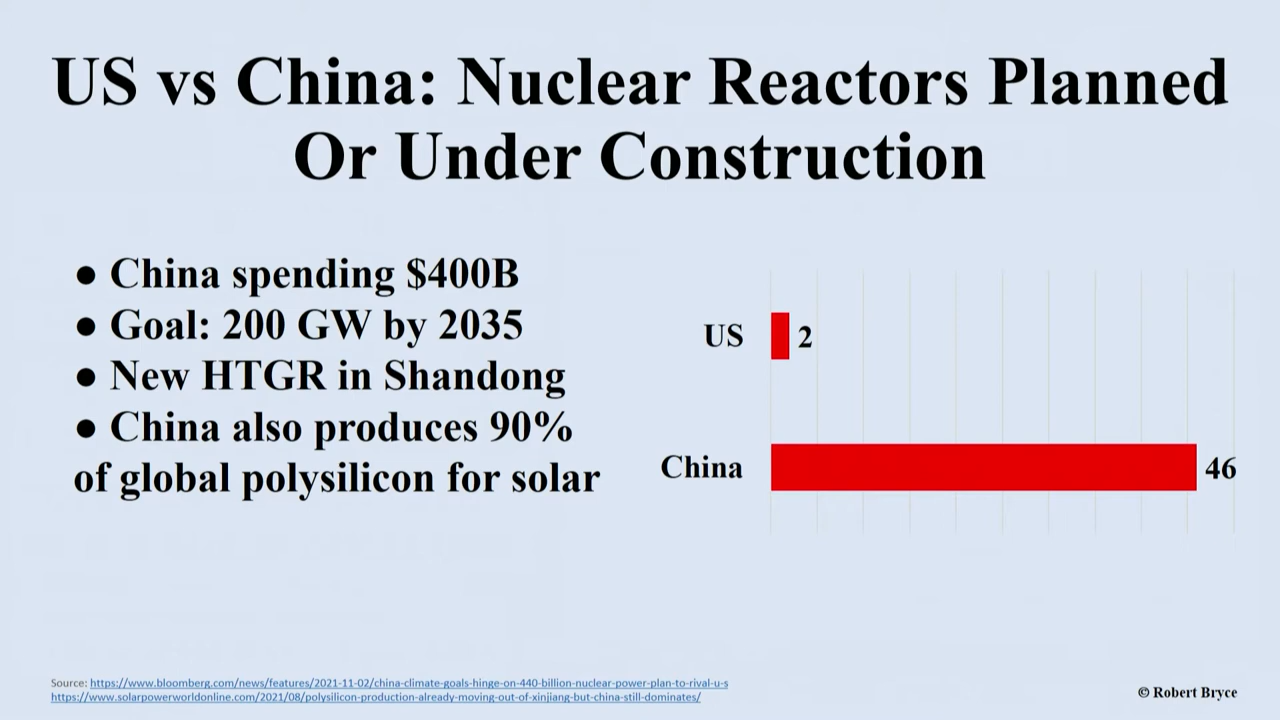 US vs China: Nuclear Reactors Planned
Or Under Construction
● China spending $400B
● Goal: 200 GW by 2035
● New HTGR in Shandong
● China also produces 90%
of global polysilicon for solar
US 2
China 46
Source: https://www.bloomberg.com/news/features/2021-11-02/china-climate-goals-hinge-on-440-billion-nuclear-power-plan-to-rival-u-s
https://www.solarpowerworldonline.com/2021/08/polysilicon-production-already-moving-out-of-xinjiang-but-china-still-dominates/
© Robert Bryce